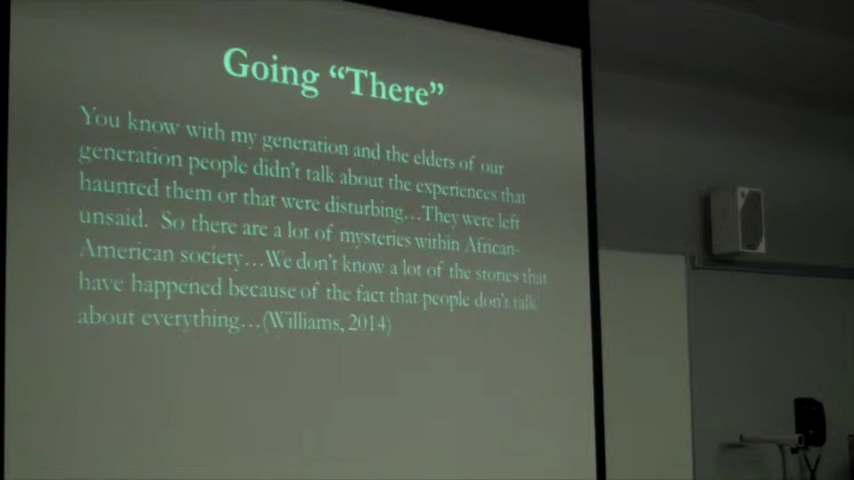 Going “There”
You know with my generation and the elders of our
generation people didn’t talk about the experiences that
haunted them or that were disturbing…They were left
unsaid. So there are a lot of mysteries within African-
American society…We don’t know a lot of the stories that
have happened because of the fact that people don’t talk
about everything…(Williams, 2014)